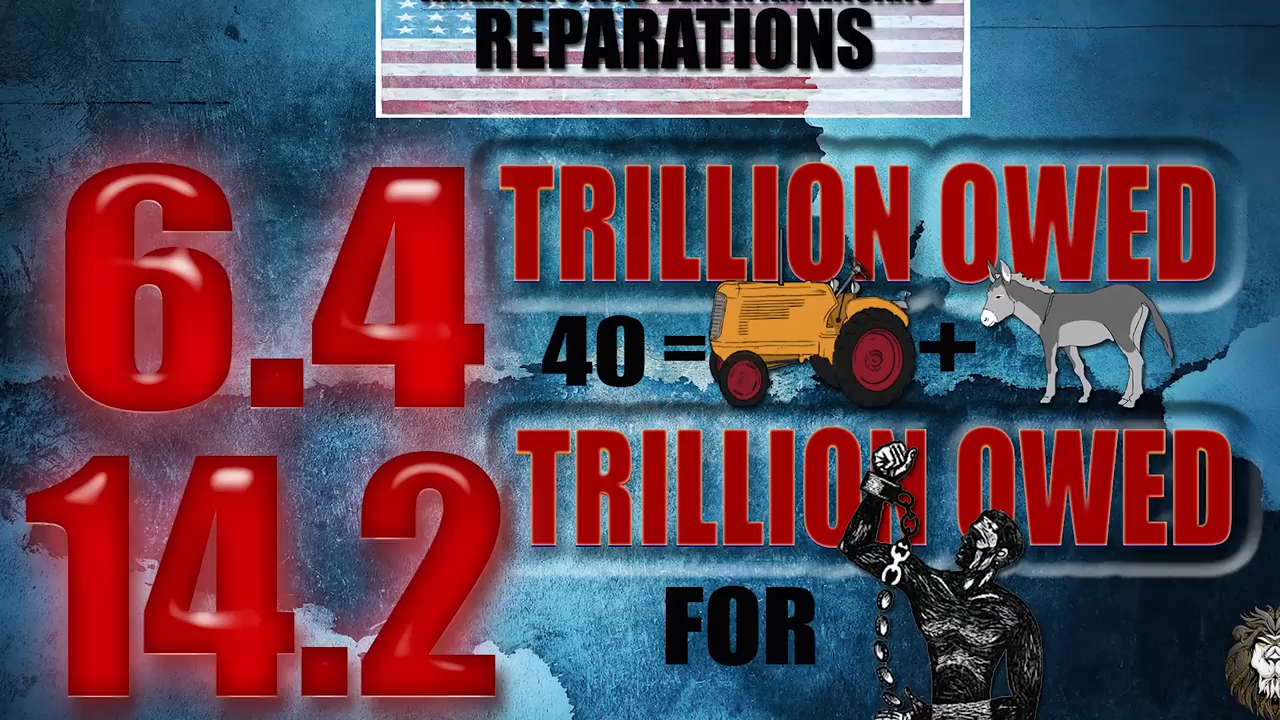 REPARATIONS
6.4 TRILLION OWED
40 = +
14.2 TRILLION OWED
FOR